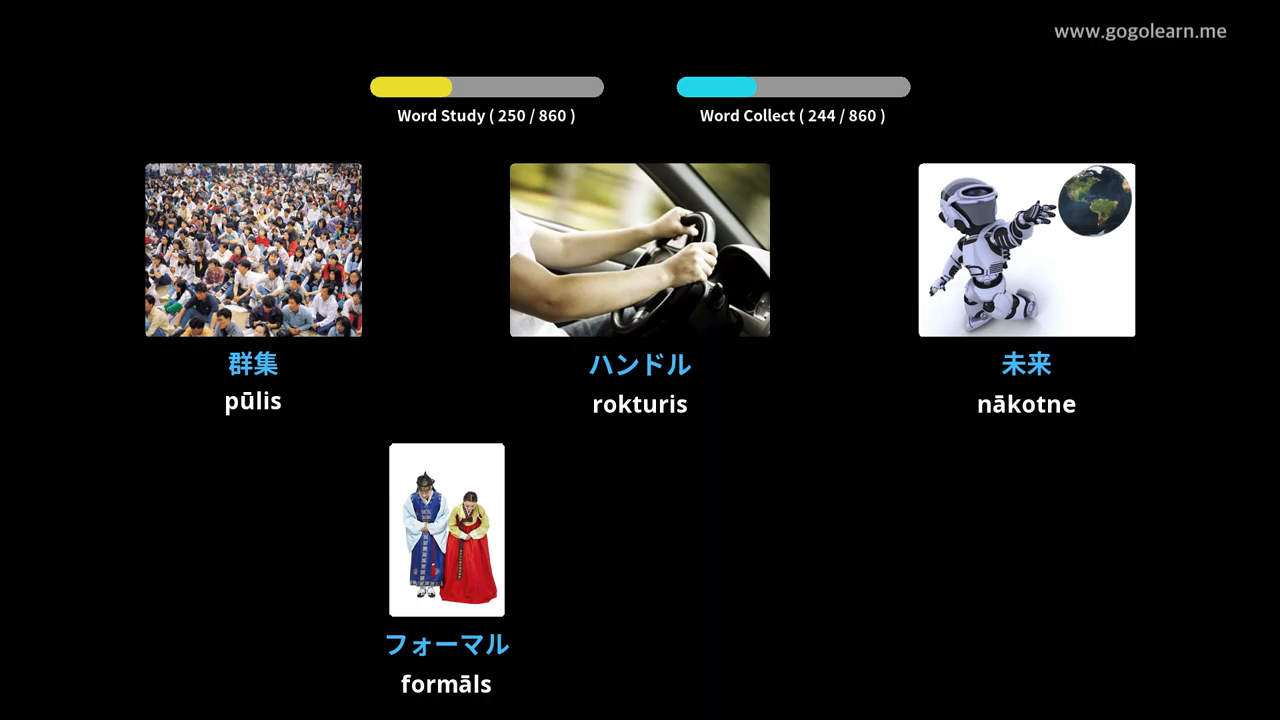 www.gogolearn.me
Word Study ( 250 / 860 )
Word Collect ( 244 / 860 )
群集
pūlis
ハンドル
rokturis
未来
nākotne
フォーマル
formāls